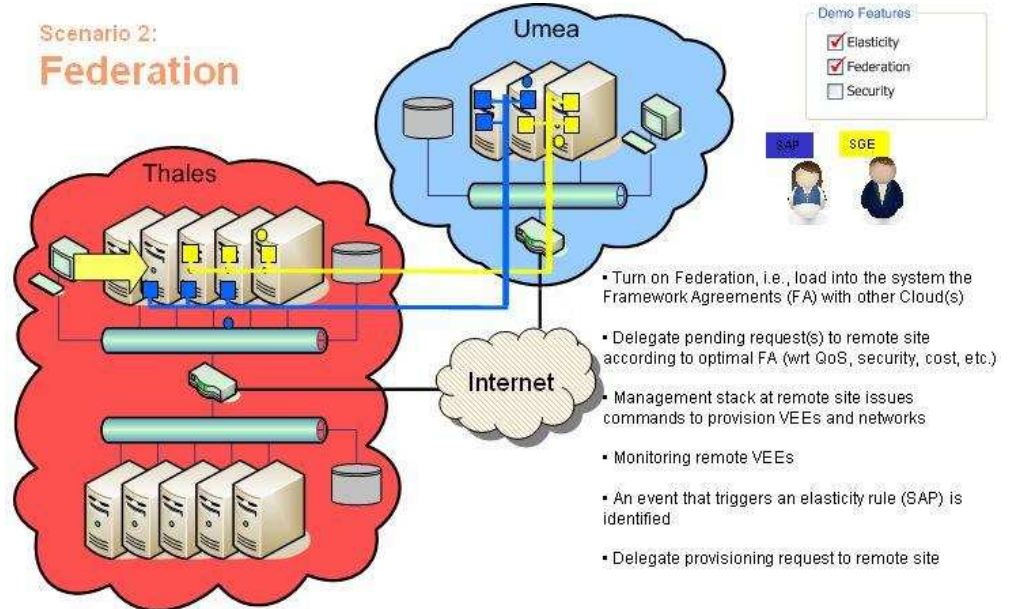 Scenario 2:
Federation
Umea
Demo Features
Elasticity
Federation
Security
SAP
SGE
Thales
Internet
▪ Turn on Federation, i.e., load into the system the
Framework Agreements (FA) with other Cloud(s)
▪ Delegate pending request(s) to remote site
according to optimal FA (wrt QoS, security, cost, etc.)
▪ Management stack at remote site issues
commands to provision VEEs and networks
▪ Monitoring remote VEEs
▪ An event that triggers an elasticity rule (SAP) is
identified
▪ Delegate provisioning request to remote site